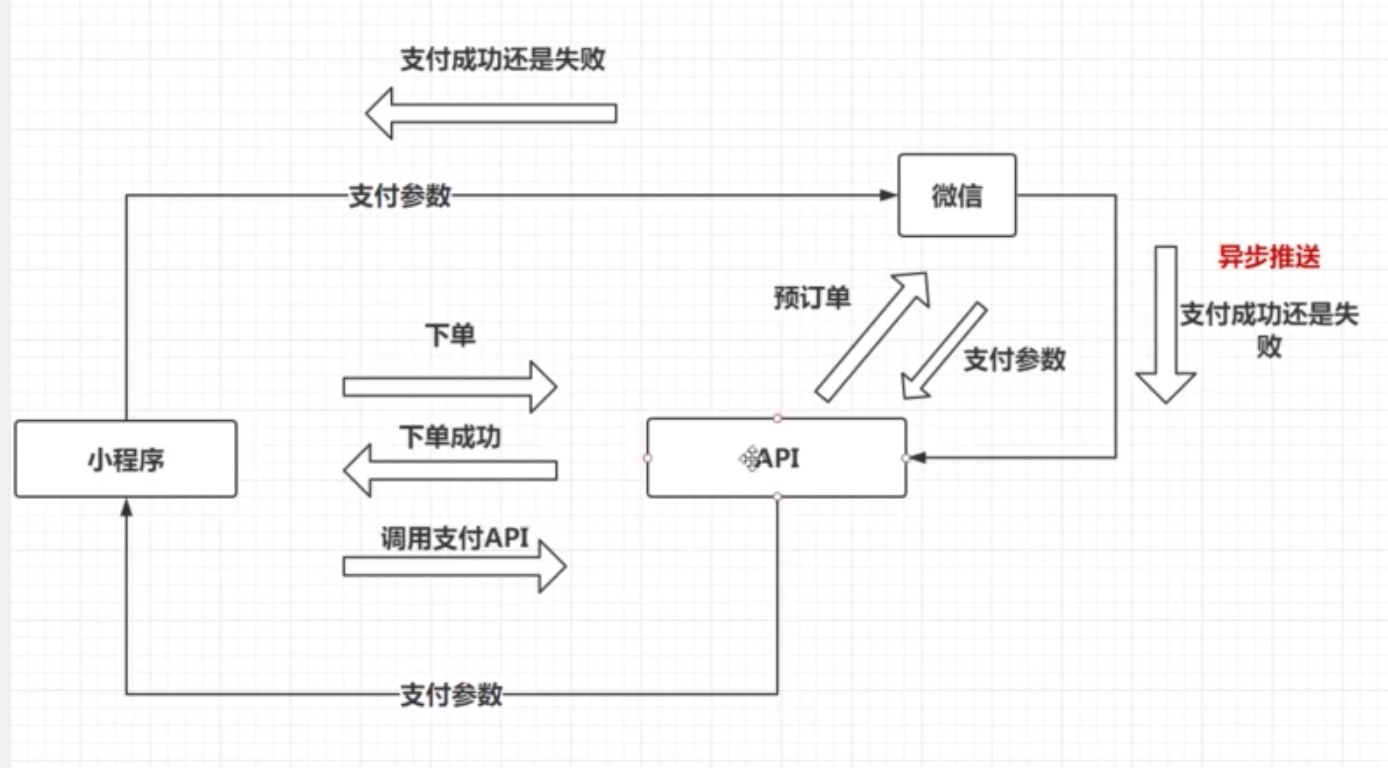 支付成功还是失败
支付参数
微信
异步推送
支付成功还是失
败
预订单
支付参数
下单
下单成功
小程序
API
调用支付API
支付参数